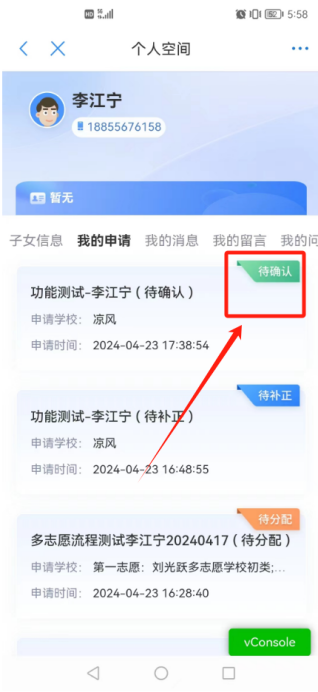 HD 5G 52 5:58
个人空间
李江宁
18855676158
暂无
子女信息 我的申请 我的消息 我的留言 我的问
待确认
功能测试-李江宁（待确认）
申请学校： 凉风
申请时间： 2024-04-23 17:38:54
待补正
功能测试-李江宁（待补正）
申请学校： 凉风
申请时间： 2024-04-23 16:48:55
待分配
多志愿流程测试李江宁20240417（待分配）
申请学校： 第一志愿：刘光跃多志愿学校初类;...
申请时间： 2024-04-23 16:28:40
vConsole